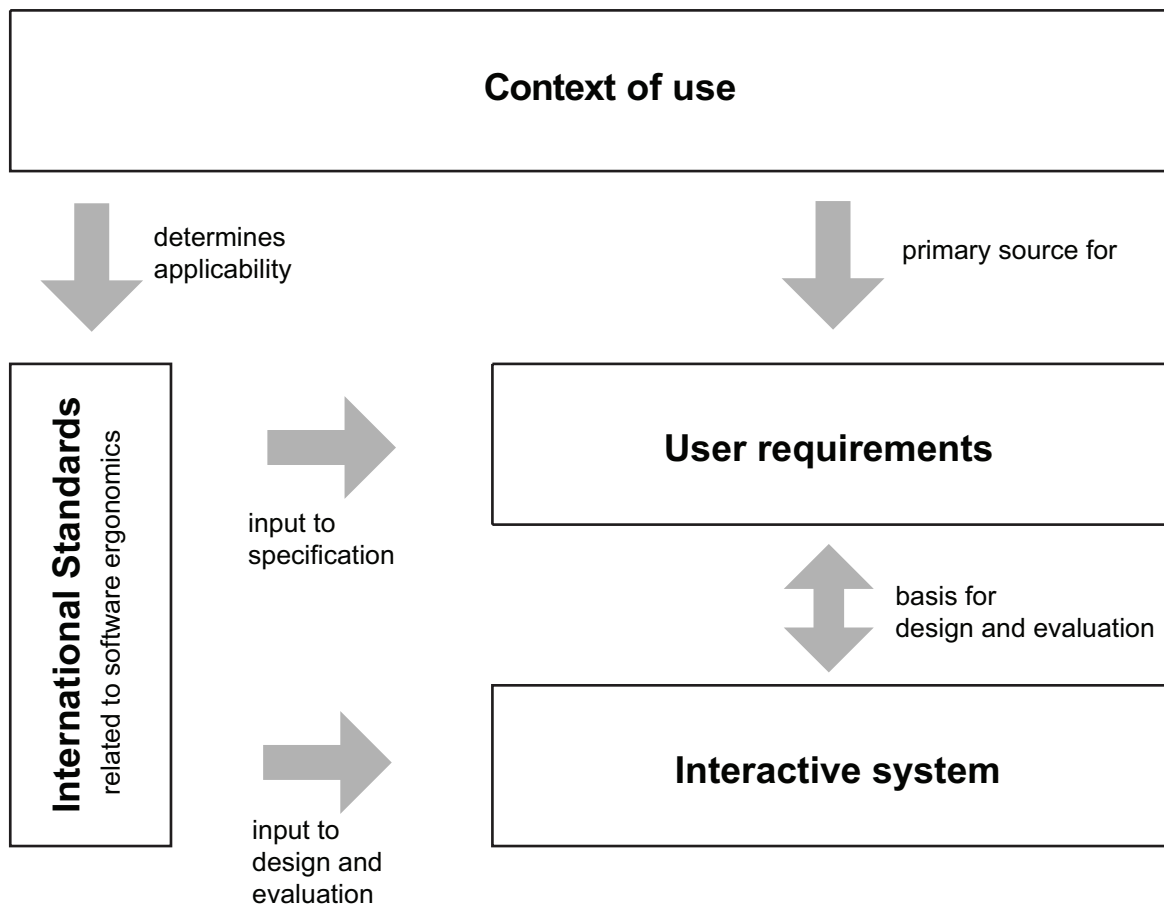 Context of use
determines
applicability
primary source for
International Standards
related to software ergonomics
input to
specification
User requirements
basis for
design and evaluation
input to
design and
evaluation
Interactive system